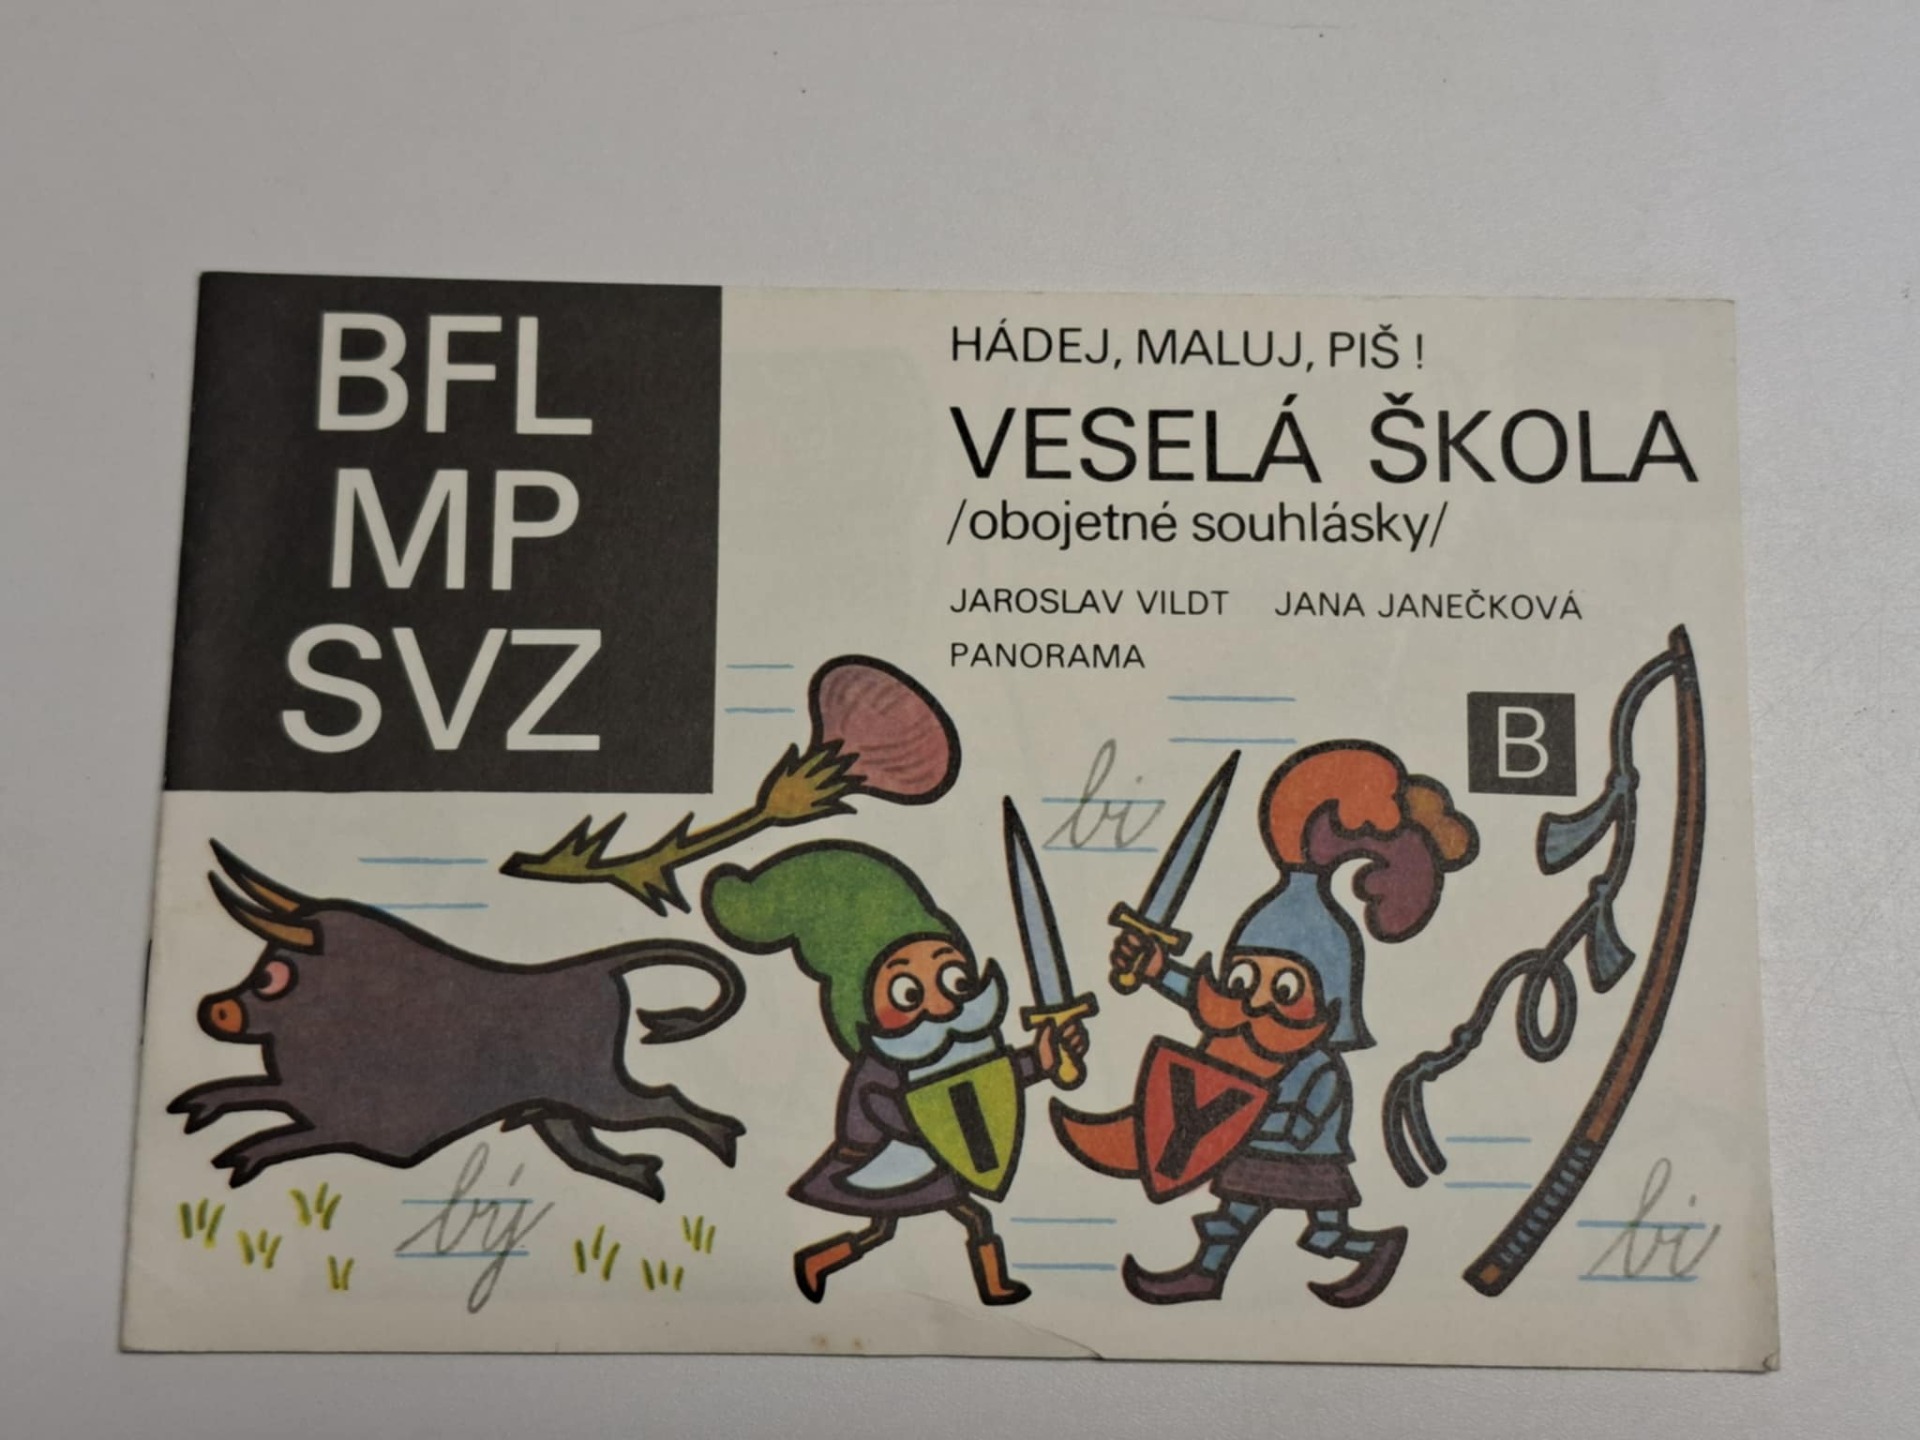 BFL
MP
SVZ
HÁDEJ, MALUJ, PIŠ!
VESELÁ ŠKOLA
/obojetné souhlásky/
JAROSLAV VILDT JANA JANEČKOVÁ
PANORAMA
B
bi
I
Y
bý
bi